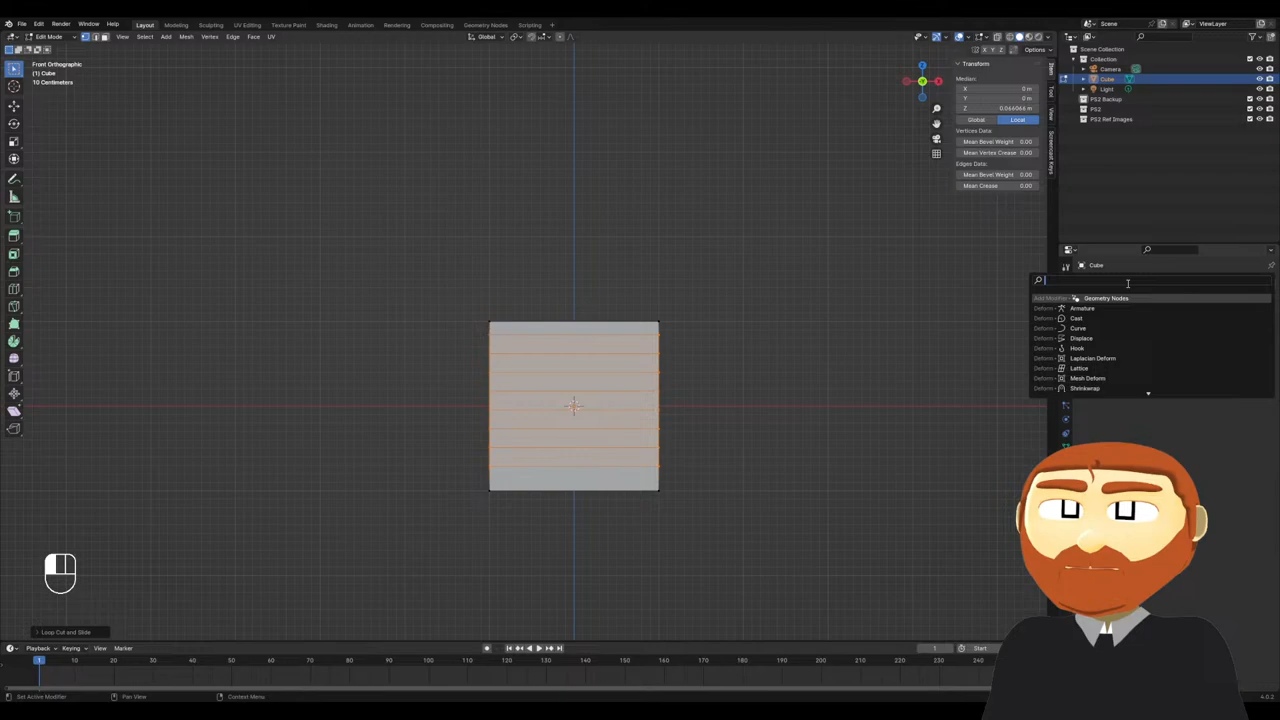 File Edit Render Window Help Layout Modeling Sculpting UV Editing Texture Paint Shading Animation Rendering Compositing Geometry Nodes Scripting + Scene ViewLayer
Edit Mode View Select Add Mesh Vertex Edge Face UV Global
X Y Z Options
Scene Collection
Collection
Camera
Cube
Light
PS2 Backup
PS2
PS2 Ref Images
Front Orthographic
(1) Cube
10 Centimeters
Z
X
Y
Transform
Median:
X 0 m
Y 0 m
Z 0.066066 m
Global Local
Vertices Data:
Mean Bevel Weight 0.00
Mean Vertex Crease 0.00
Edges Data:
Mean Bevel Weight 0.00
Mean Crease 0.00
Item
Tool
View
Screencast Keys
Cube
Add Modifier Geometry Nodes
Deform Armature
Deform Cast
Deform Curve
Deform Displace
Deform Hook
Deform Laplacian Deform
Deform Lattice
Deform Mesh Deform
Deform Shrinkwrap
Loop Cut and Slide
Playback Keying View Marker 1 Start
1 10 20 30 40 50 60 70 80 90 100 110 120 130 140 150 160 170 180 190 200 210 220 230 240
Set Active Modifier Pan View Context Menu 4.0.2